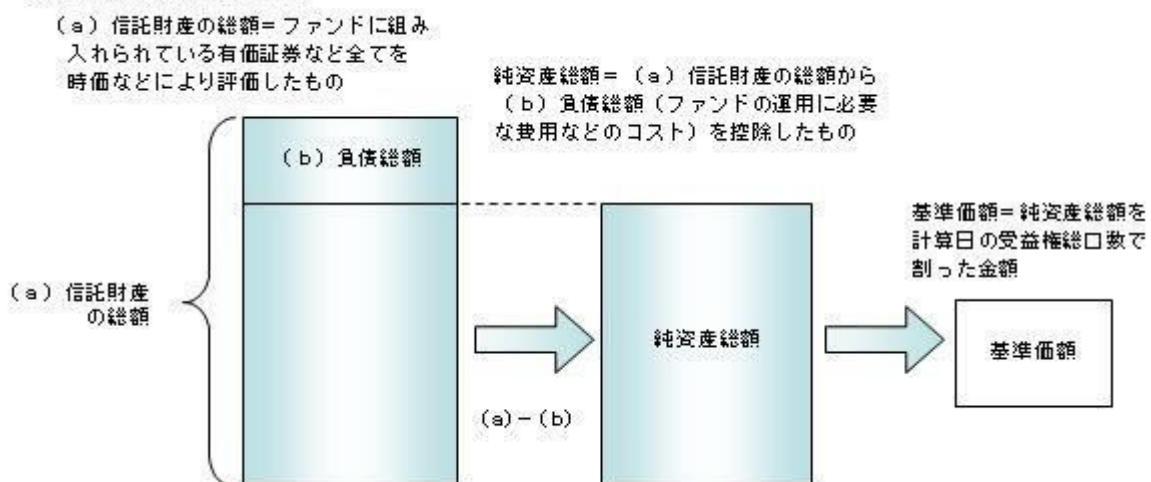 (a)信託財産の総額=ファンドに組み
入れられている有価証券など全てを
時価などにより評価したもの
純資産総額=(a)信託財産の総額から
(b)負債総額(ファンドの運用に必要
な費用などのコスト)を控除したもの
(b)負債総額
基準価額=純資産総額を
計算日の受益権総口数で
割った金額
(a)信託財産
の総額
純資産総額
基準価額
(a)-(b)